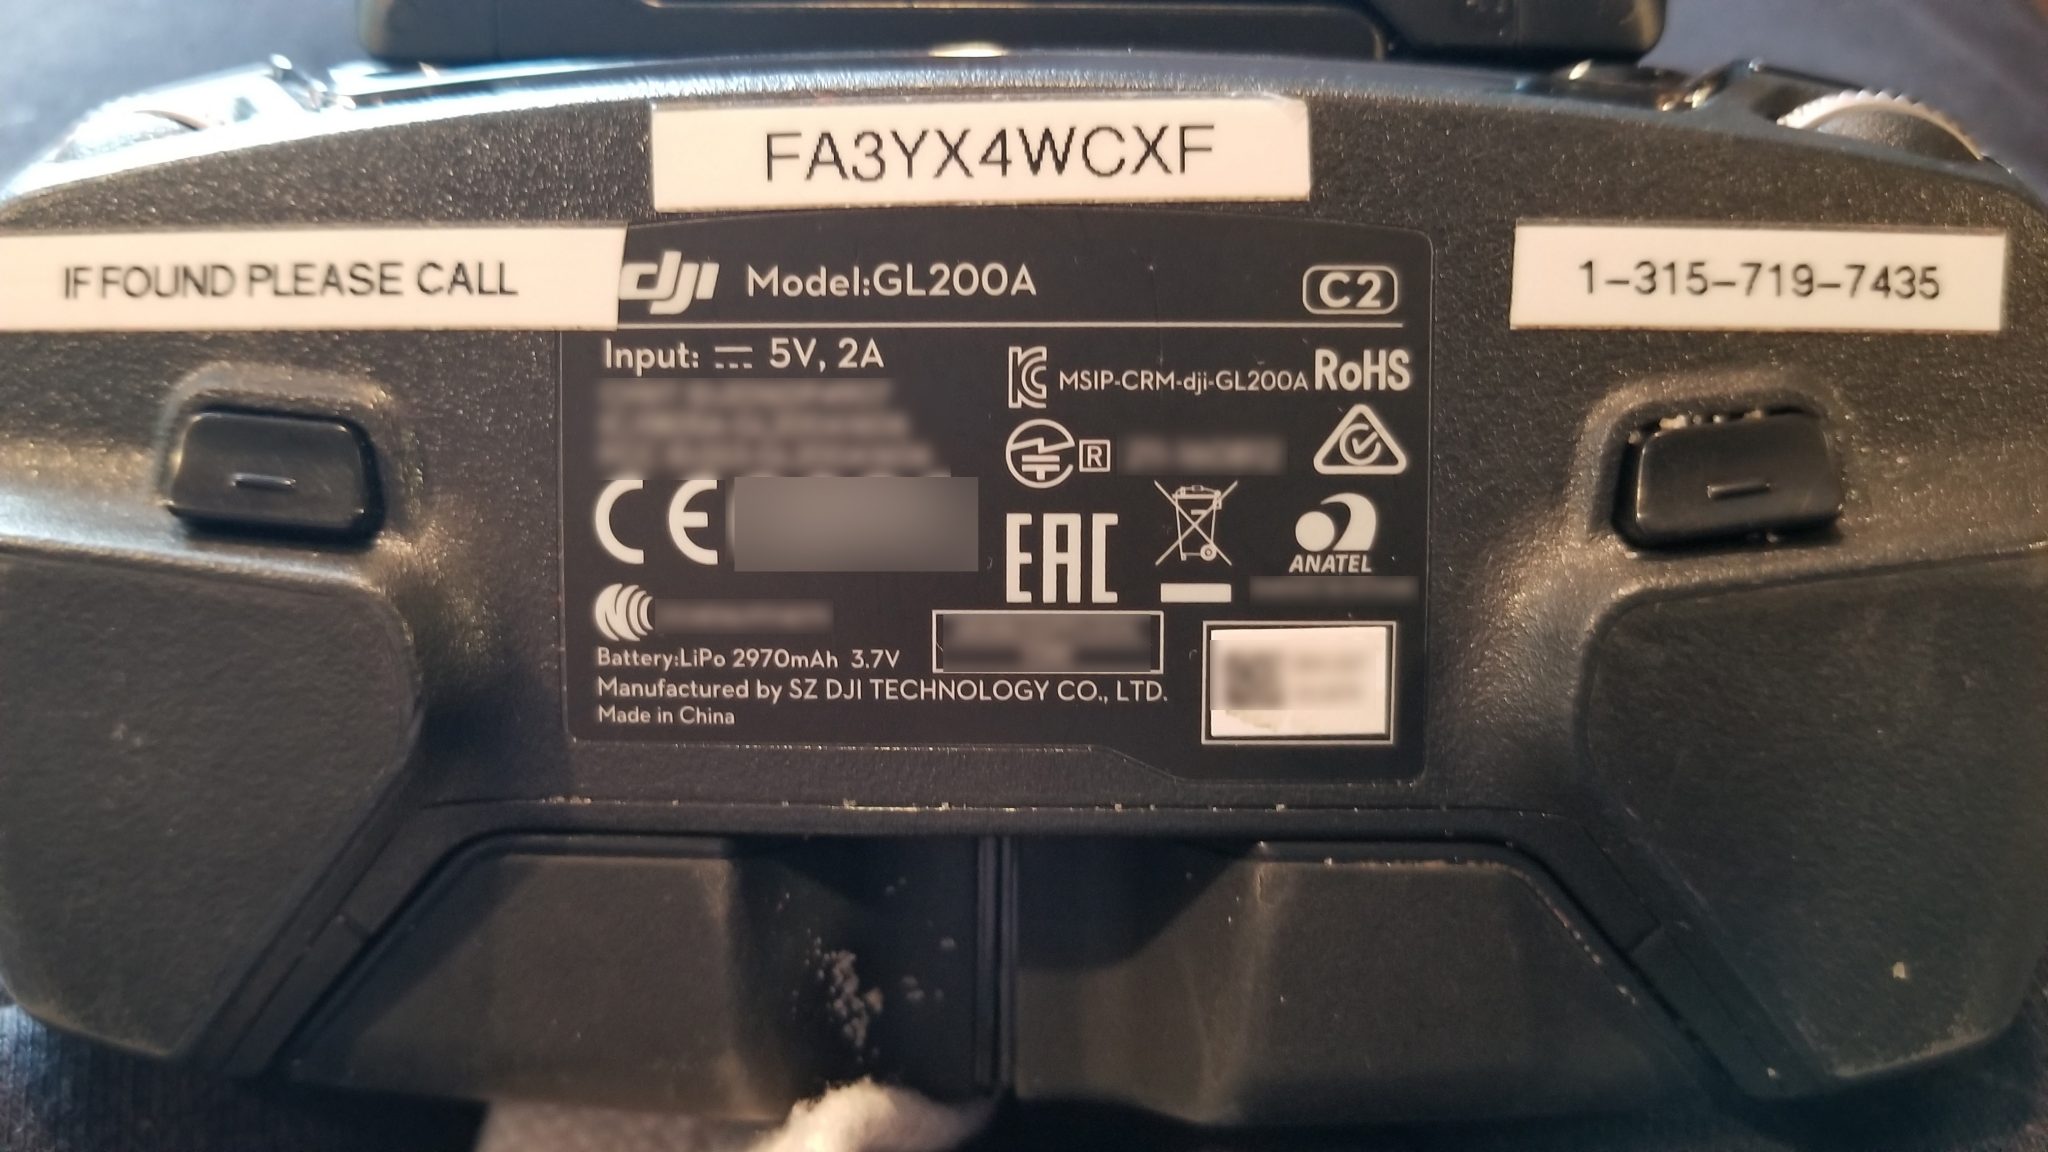 FA3YX4WCXF
IF FOUND PLEASE CALL
dji Model:GL200A C2
1-315-719-7435
Input: ⎓ 5V, 2A
MSIP-CRM-dji-GL200A RoHS
R
CE
EAC
ANATEL
Battery:LiPo 2970mAh 3.7V
Manufactured by SZ DJI TECHNOLOGY CO., LTD.
Made in China